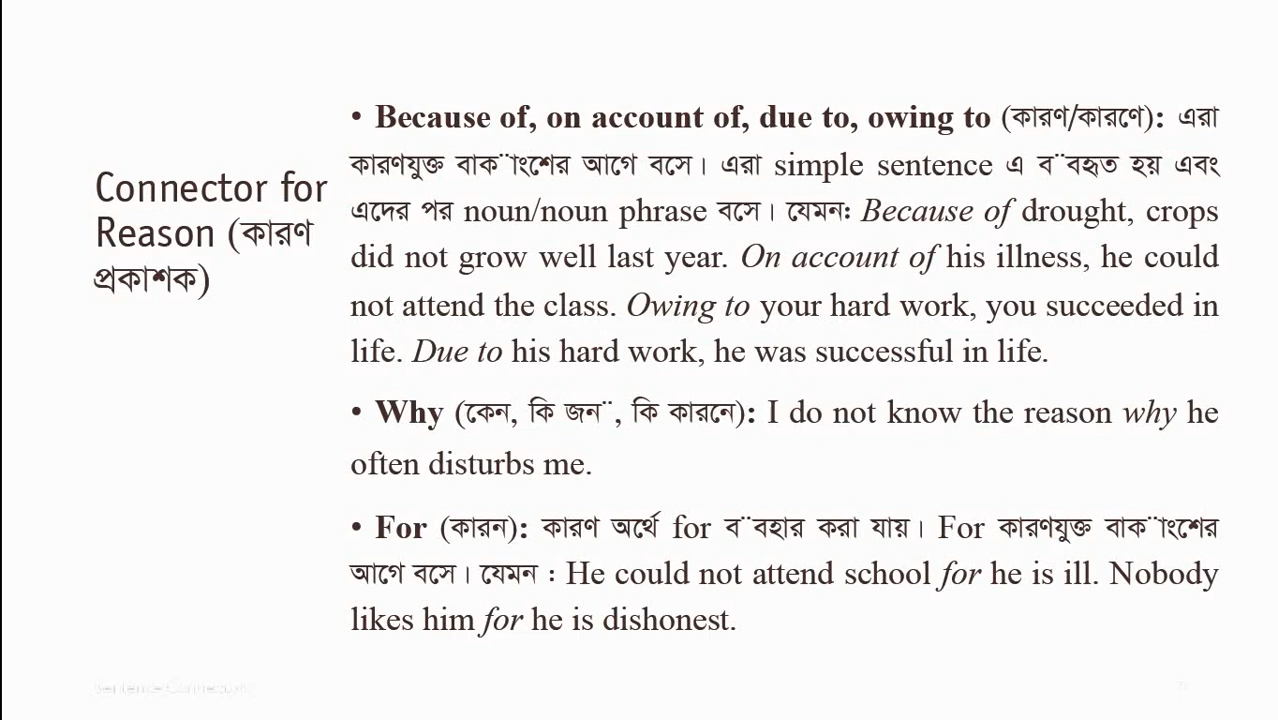 Connector for
Reason (কারণ
প্রকাশক)
• Because of, on account of, due to, owing to (কারণ/কারণে): এরা
কারণযুক্ত বাক¨াংশের আগে বসে। এরা simple sentence এ ব¨বহৃত হয় এবং
এদের পর noun/noun phrase বসে। যেমনঃ Because of drought, crops
did not grow well last year. On account of his illness, he could
not attend the class. Owing to your hard work, you succeeded in
life. Due to his hard work, he was successful in life.
• Why (কেন, কি জন¨, কি কারনে): I do not know the reason why he
often disturbs me.
• For (কারন): কারণ অর্থে for ব¨বহার করা যায়। For কারণযুক্ত বাক¨াংশের
আগে বসে। যেমন : He could not attend school for he is ill. Nobody
likes him for he is dishonest.